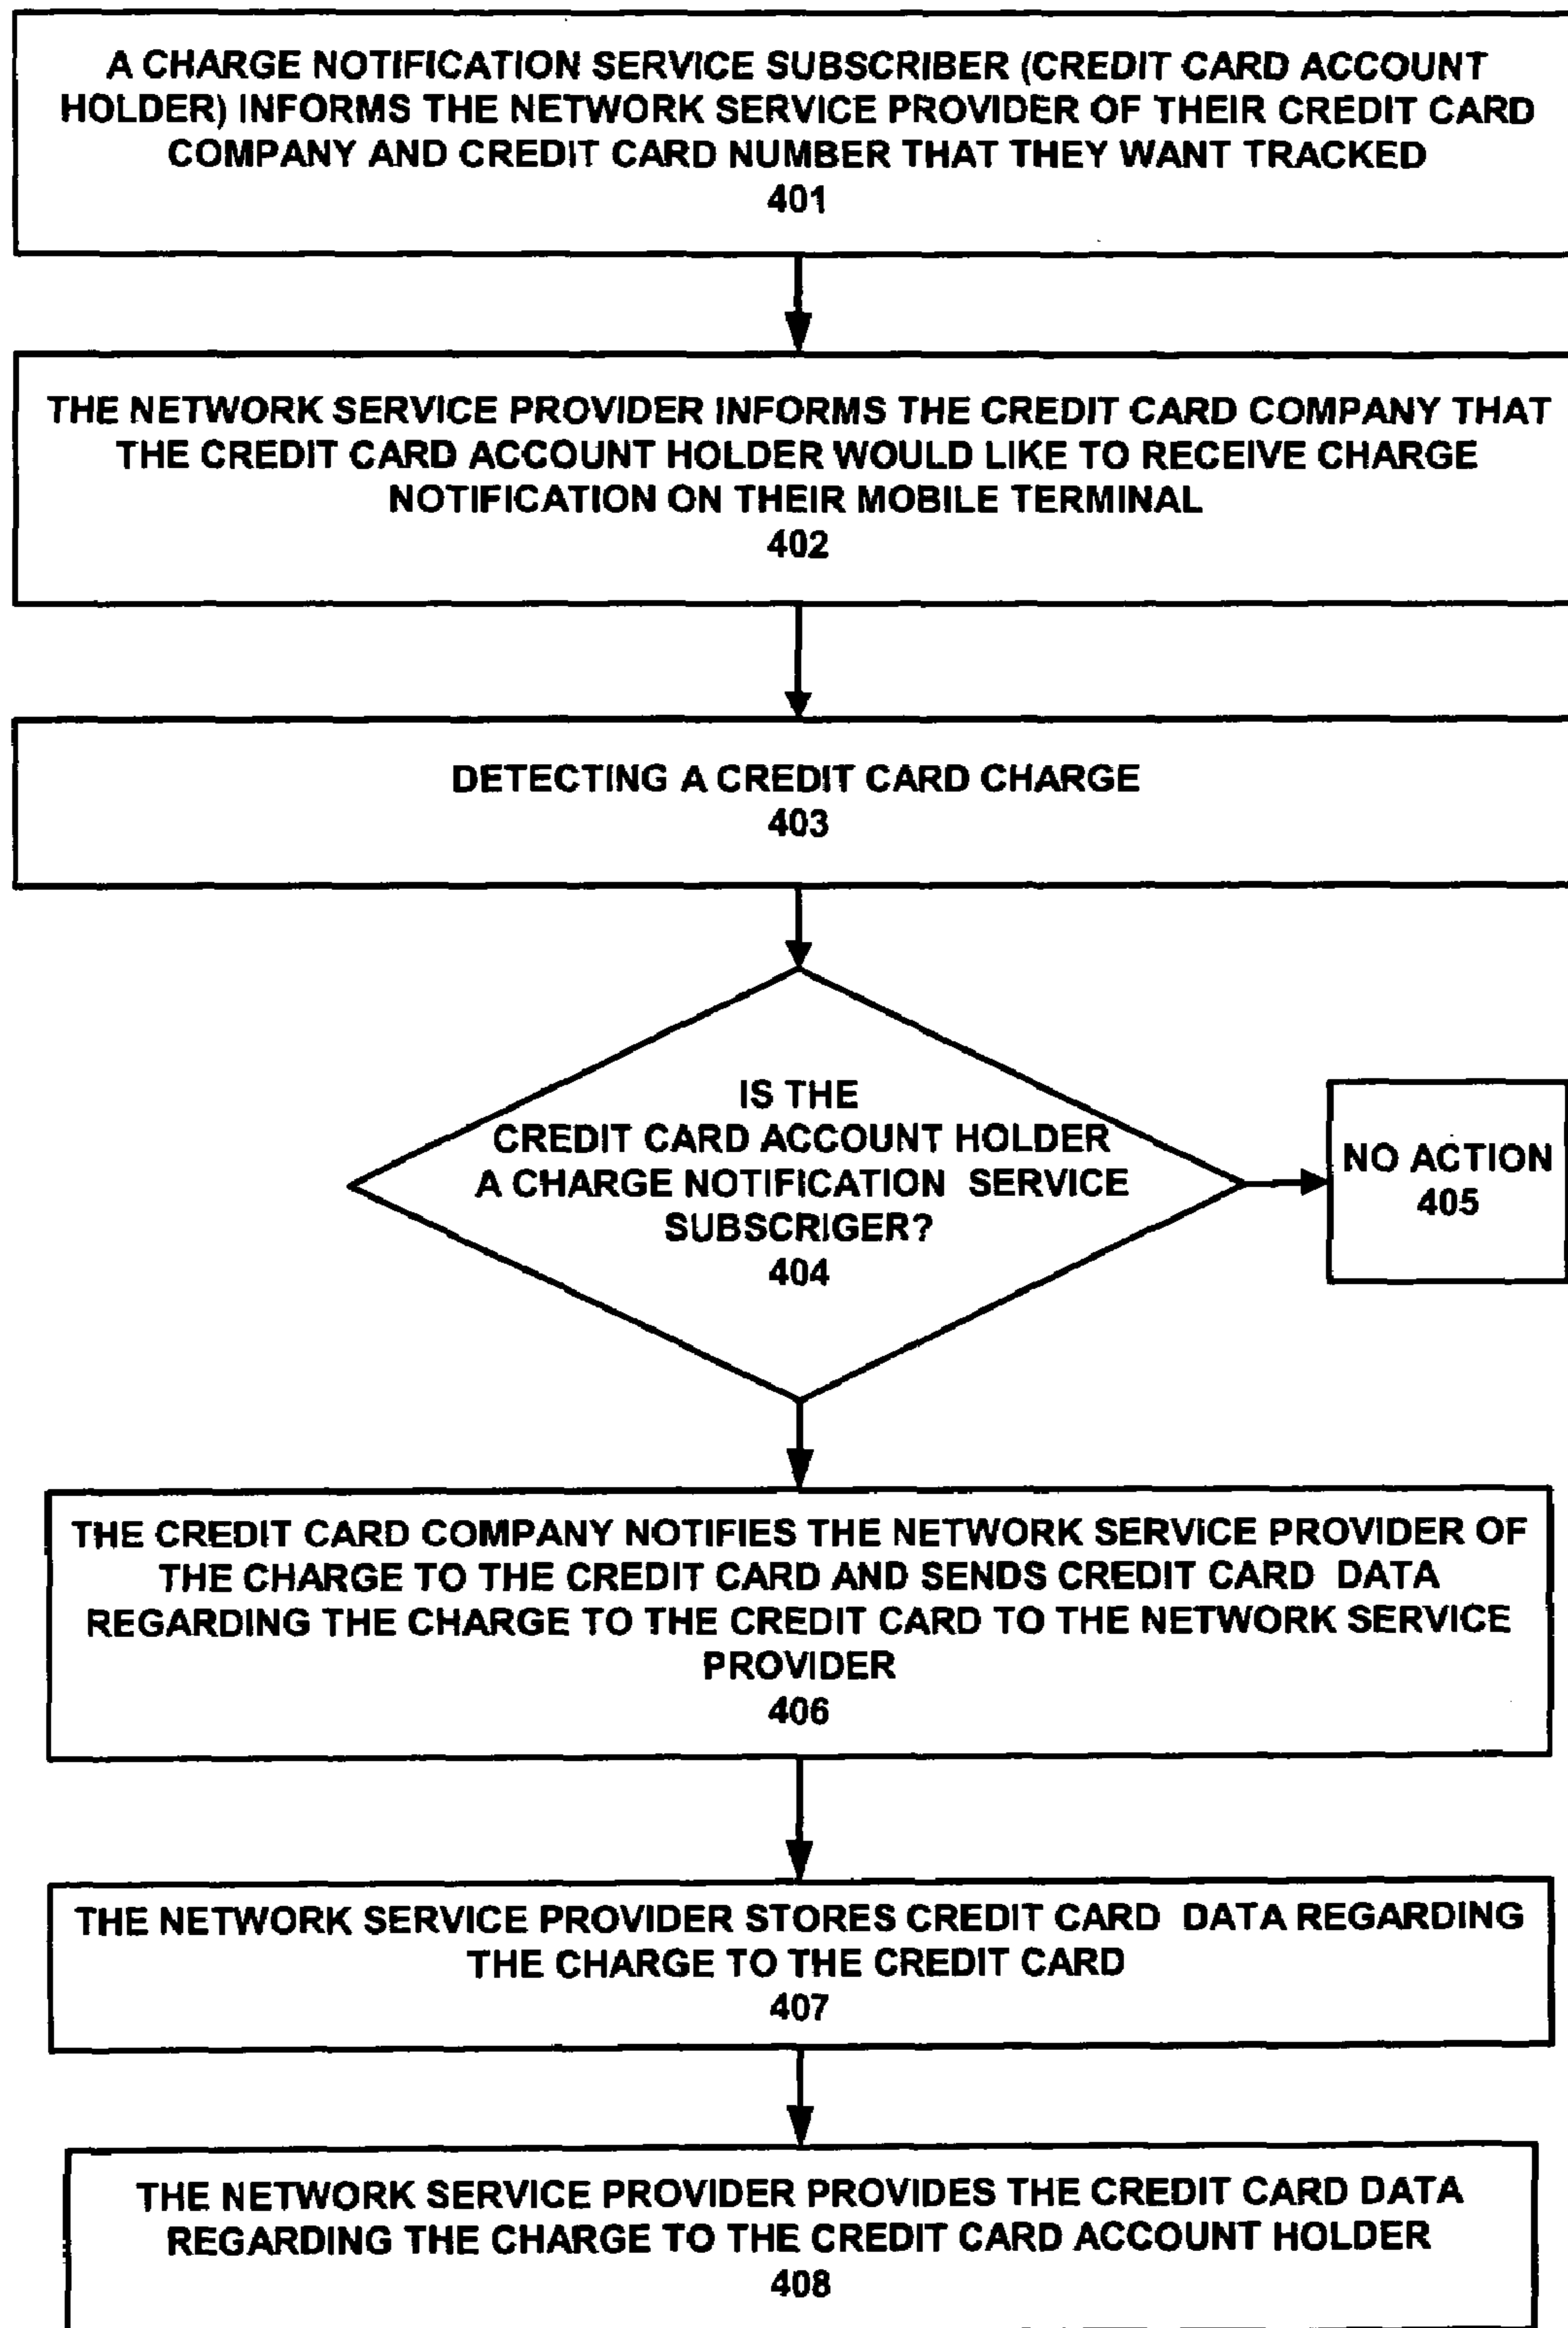 A CHARGE NOTIFICATION SERVICE SUBSCRIBER (CREDIT CARD ACCOUNT
HOLDER) INFORMS THE NETWORK SERVICE PROVIDER OF THEIR CREDIT CARD
COMPANY AND CREDIT CARD NUMBER THAT THEY WANT TRACKED
401
THE NETWORK SERVICE PROVIDER INFORMS THE CREDIT CARD COMPANY THAT
THE CREDIT CARD ACCOUNT HOLDER WOULD LIKE TO RECEIVE CHARGE
NOTIFICATION ON THEIR MOBILE TERMINAL
402
DETECTING A CREDIT CARD CHARGE
403
IS THE
CREDIT CARD ACCOUNT HOLDER
A CHARGE NOTIFICATION SERVICE
SUBSCRIGER?
404
NO ACTION
405
THE CREDIT CARD COMPANY NOTIFIES THE NETWORK SERVICE PROVIDER OF
THE CHARGE TO THE CREDIT CARD AND SENDS CREDIT CARD DATA
REGARDING THE CHARGE TO THE CREDIT CARD TO THE NETWORK SERVICE
PROVIDER
406
THE NETWORK SERVICE PROVIDER STORES CREDIT CARD DATA REGARDING
THE CHARGE TO THE CREDIT CARD
407
THE NETWORK SERVICE PROVIDER PROVIDES THE CREDIT CARD DATA
REGARDING THE CHARGE TO THE CREDIT CARD ACCOUNT HOLDER
408